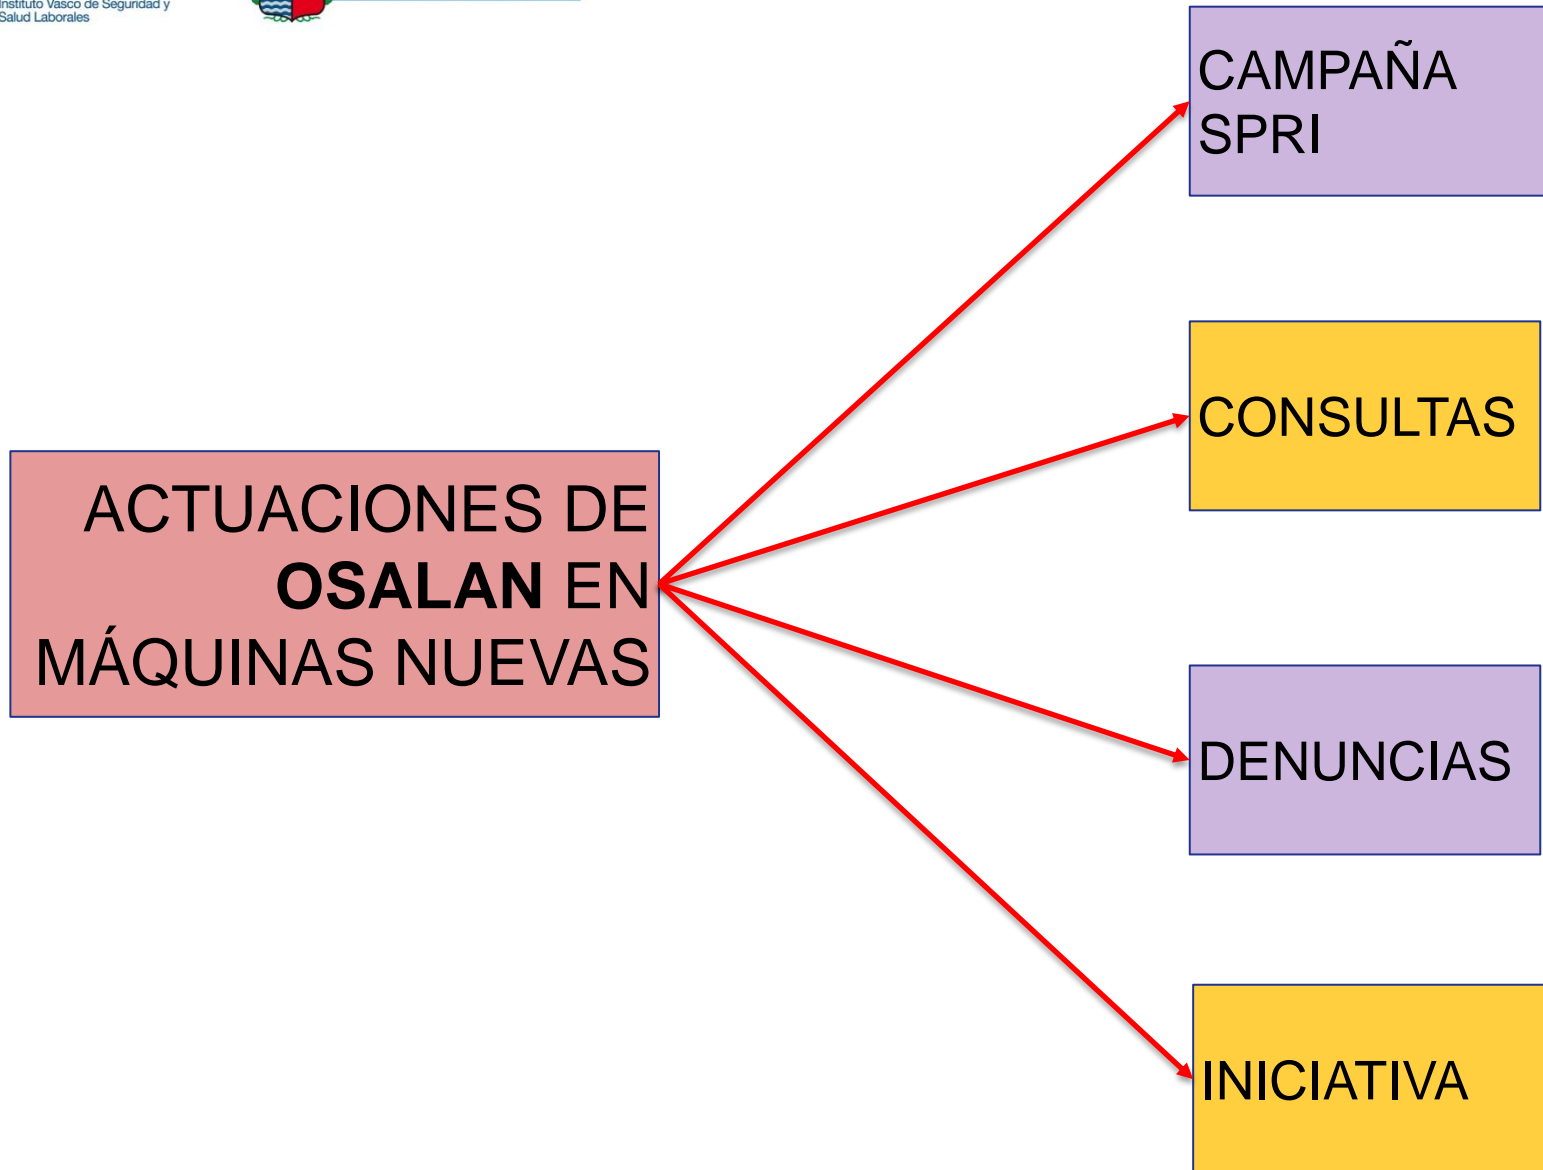 Instituto Vasco de Seguridad y
Salud Laborales
CAMPAÑA
SPRI
CONSULTAS
ACTUACIONES DE
OSALAN EN
MÁQUINAS NUEVAS
DENUNCIAS
INICIATIVA